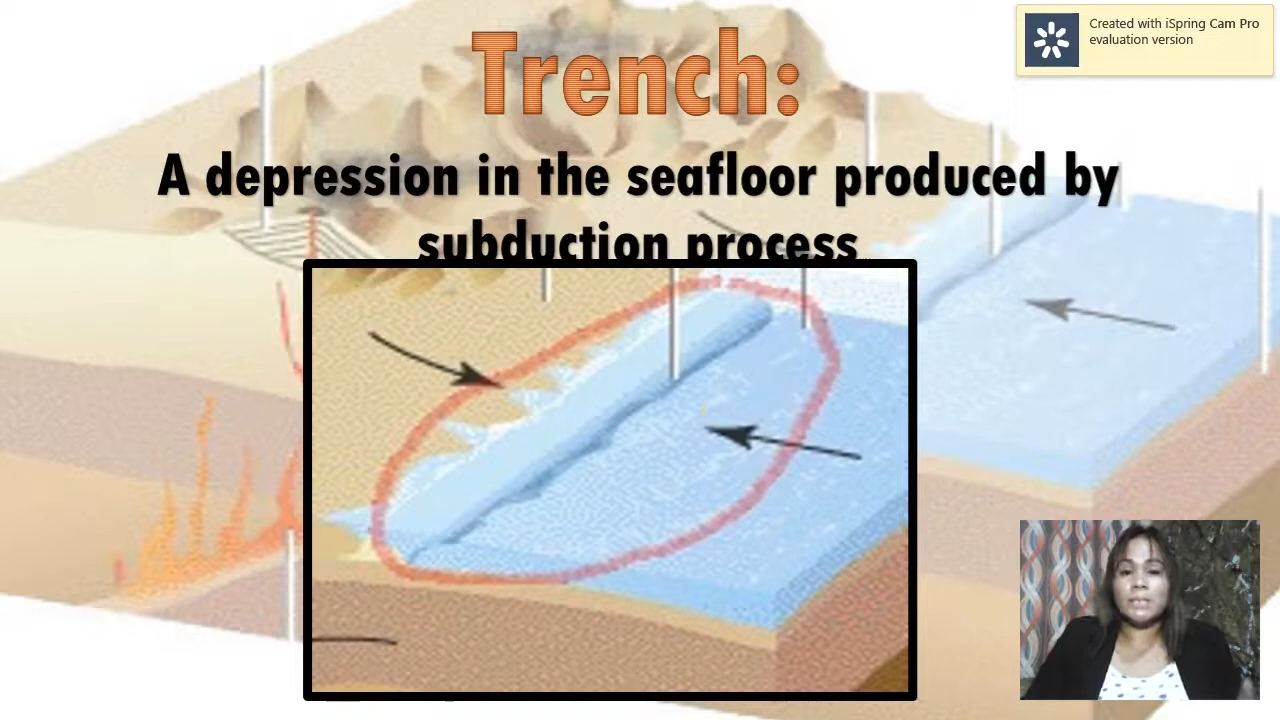 Created with iSpring Cam Pro
evaluation version
Trench:
A depression in the seafloor produced by
subduction process